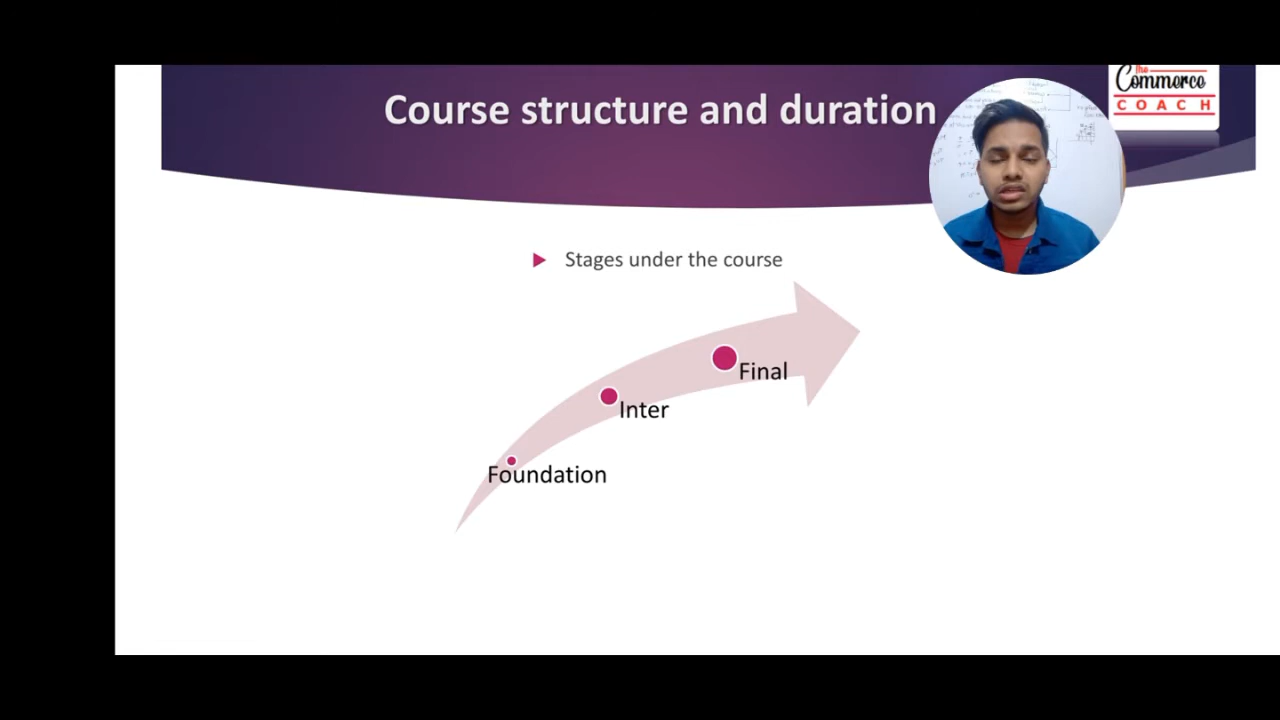 Course structure and duration
The
Commerce
COACH
Stages under the course
Final
Inter
Foundation